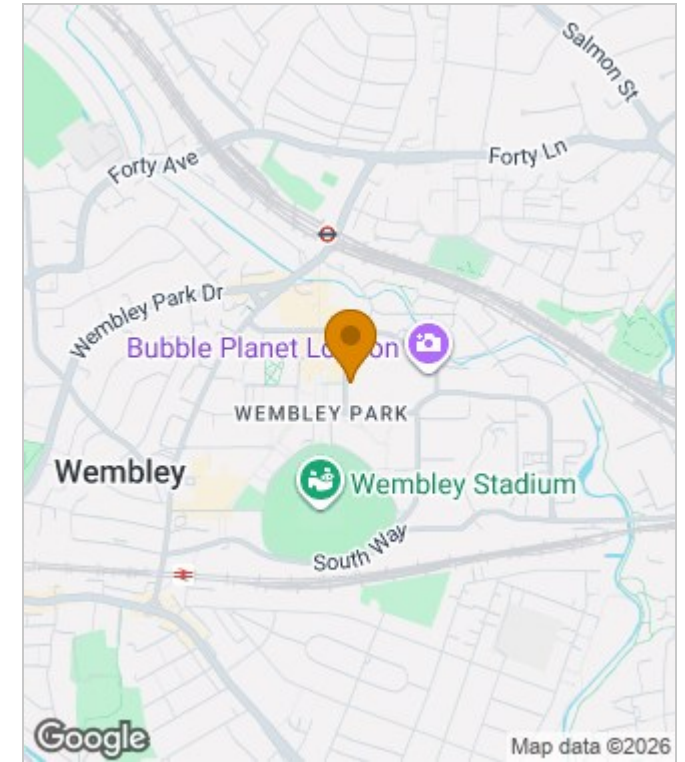 Salmon St
Forty Ave
Forty Ln
Wembley Park Dr
Bubble Planet L on
WEMBLEY PARK
Wembley
Wembley Stadium
South Way
Google
Map data ©2026